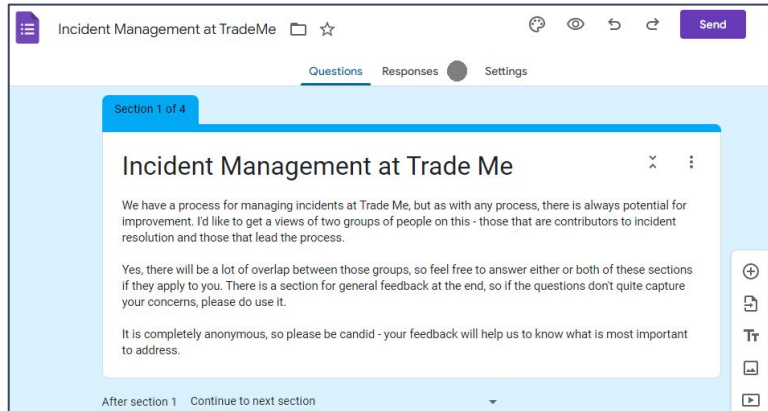 Incident Management at TradeMe
Send
Questions Responses Settings
Section 1 of 4
Incident Management at Trade Me
We have a process for managing incidents at Trade Me, but as with any process, there is always potential for
improvement. I'd like to get a views of two groups of people on this - those that are contributors to incident
resolution and those that lead the process.
Yes, there will be a lot of overlap between those groups, so feel free to answer either or both of these sections
if they apply to you. There is a section for general feedback at the end, so if the questions don't quite capture
your concerns, please do use it.
It is completely anonymous, so please be candid - your feedback will help us to know what is most important
to address.
Tт
After section 1 Continue to next section